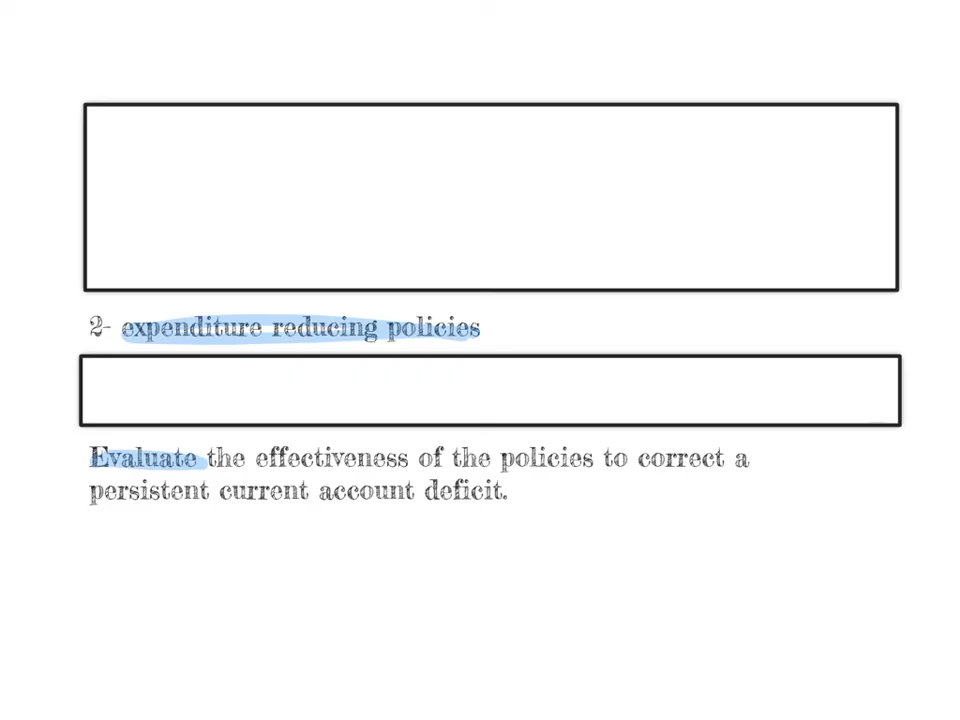 2- expenditure reducing policies
Evaluate the effectiveness of the policies to correct a
persistent current account deficit.